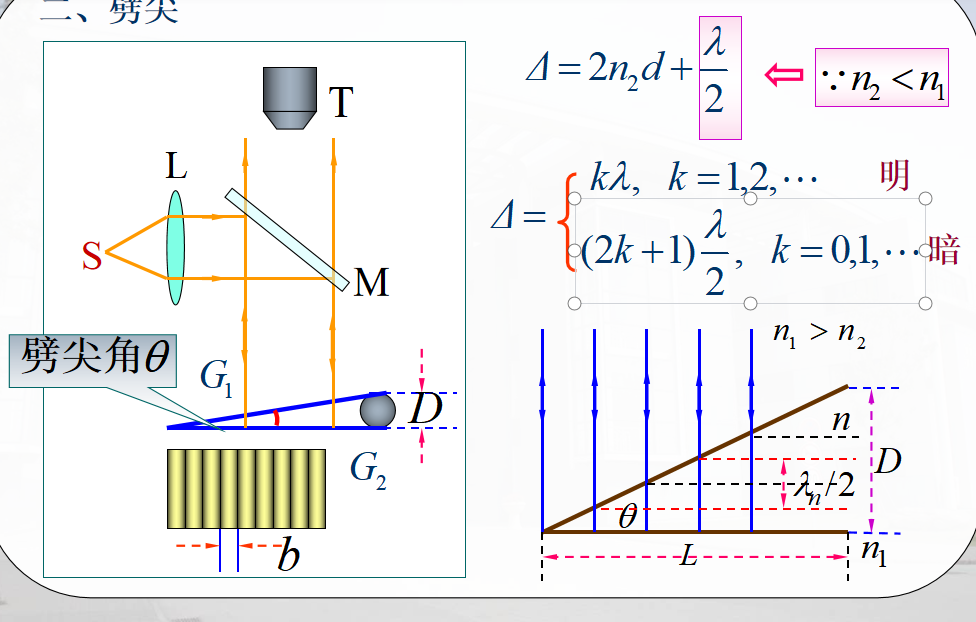 二、劈尖
Δ = 2n₂d + λ/2
∵ n₂ < n₁
Δ =
kλ, k = 1,2,⋯ 明
(2k+1) λ/2, k = 0,1,⋯ 暗
T
L
S
M
劈尖角θ
G₁
D
G₂
b
n₁ > n₂
n
λₙ/2
D
θ
L
n₁